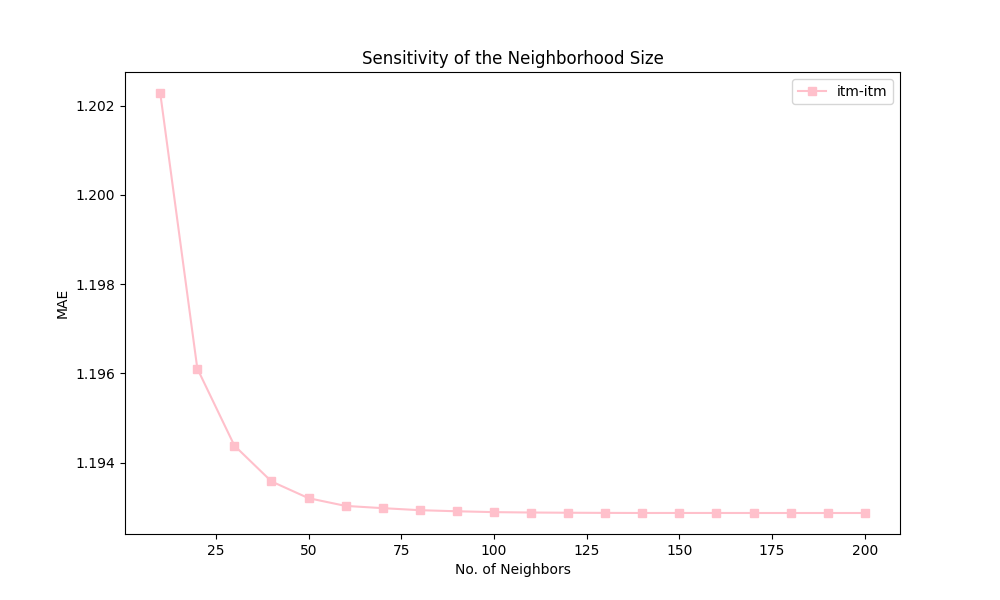 Sensitivity of the Neighborhood Size
itm-itm
1.202
1.200
1.198
1.196
1.194
MAE
25 50 75 100 125 150 175 200
No. of Neighbors